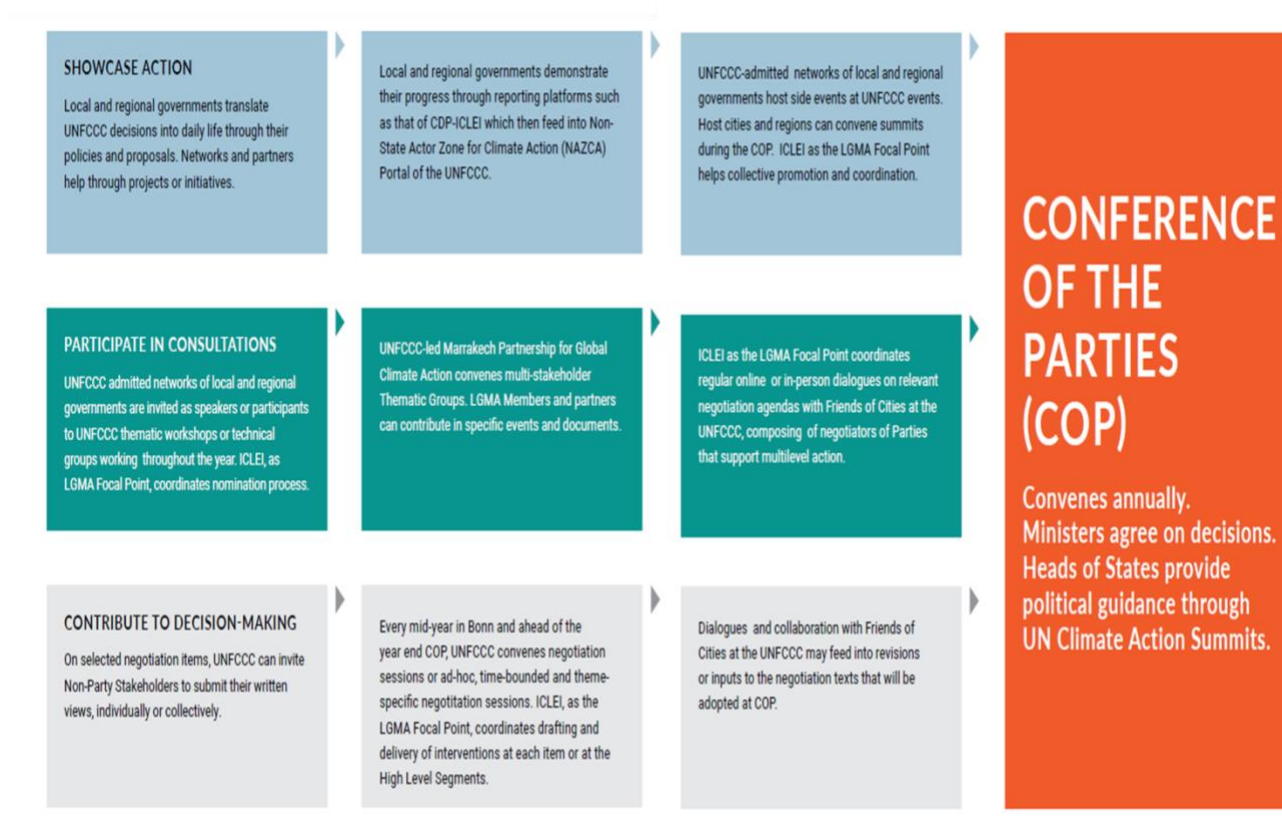 SHOWCASE ACTION
Local and regional governments translate
UNFCCC decisions into daily life through their
policies and proposals. Networks and partners
help through projects or initiatives.
Local and regional governments demonstrate
their progress through reporting platforms such
as that of CDP-ICLEI which then feed into Non-
State Actor Zone for Climate Action (NAZCA)
Portal of the UNFCCC.
UNFCCC-admitted networks of local and regional
governments host side events at UNFCCC events.
Host cities and regions can convene summits
during the COP. ICLEI as the LGMA Focal Point
helps collective promotion and coordination.
PARTICIPATE IN CONSULTATIONS
UNFCCC admitted networks of local and regional
governments are invited as speakers or participants
to UNFCCC thematic workshops or technical
groups working throughout the year. ICLEI, as
LGMA Focal Point, coordinates nomination process.
UNFCCC-led Marrakech Partnership for Global
Climate Action convenes multi-stakeholder
Thematic Groups. LGMA Members and partners
can contribute in specific events and documents.
ICLEI as the LGMA Focal Point coordinates
regular online or in-person dialogues on relevant
negotiation agendas with Friends of Cities at the
UNFCCC, composing of negotiators of Parties
that support multilevel action.
CONTRIBUTE TO DECISION-MAKING
On selected negotiation items, UNFCCC can invite
Non-Party Stakeholders to submit their written
views, individually or collectively.
Every mid-year in Bonn and ahead of the
year end COP, UNFCCC convenes negotiation
sessions or ad-hoc, time-bounded and theme-
specific negotitation sessions. ICLEI, as the
LGMA Focal Point, coordinates drafting and
delivery of interventions at each item or at the
High Level Segments.
Dialogues and collaboration with Friends of
Cities at the UNFCCC may feed into revisions
or inputs to the negotiation texts that will be
adopted at COP.
CONFERENCE
OF THE
PARTIES
(COP)
Convenes annually.
Ministers agree on decisions.
Heads of States provide
political guidance through
UN Climate Action Summits.